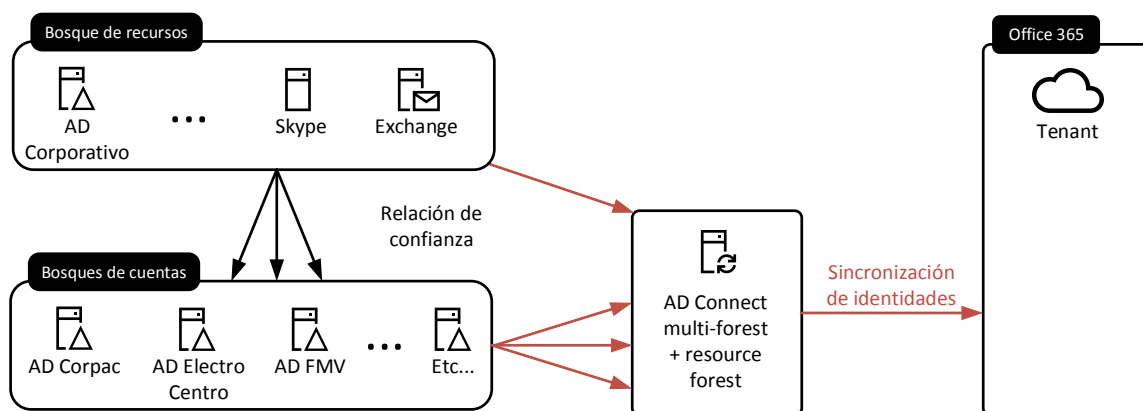 Bosque de recursos
AD
Corporativo
...
Skype
Exchange
Relación de
confianza
Bosques de cuentas
AD Corpac
AD Electro
Centro
AD FMV
...
Etc...
AD Connect
multi-forest
+ resource
forest
Sincronización
de identidades
Office 365
Tenant